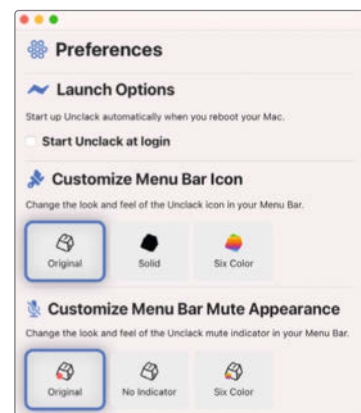 Preferences
Launch Options
Start up Unclack automatically when you reboot your Mac.
Start Unclack at login
Customize Menu Bar Icon
Change the look and feel of the Unclack icon in your Menu Bar.
Original Solid Six Color
Customize Menu Bar Mute Appearance
Change the look and feel of the Unclack mute indicator in your Menu Bar.
Original No Indicator Six Color